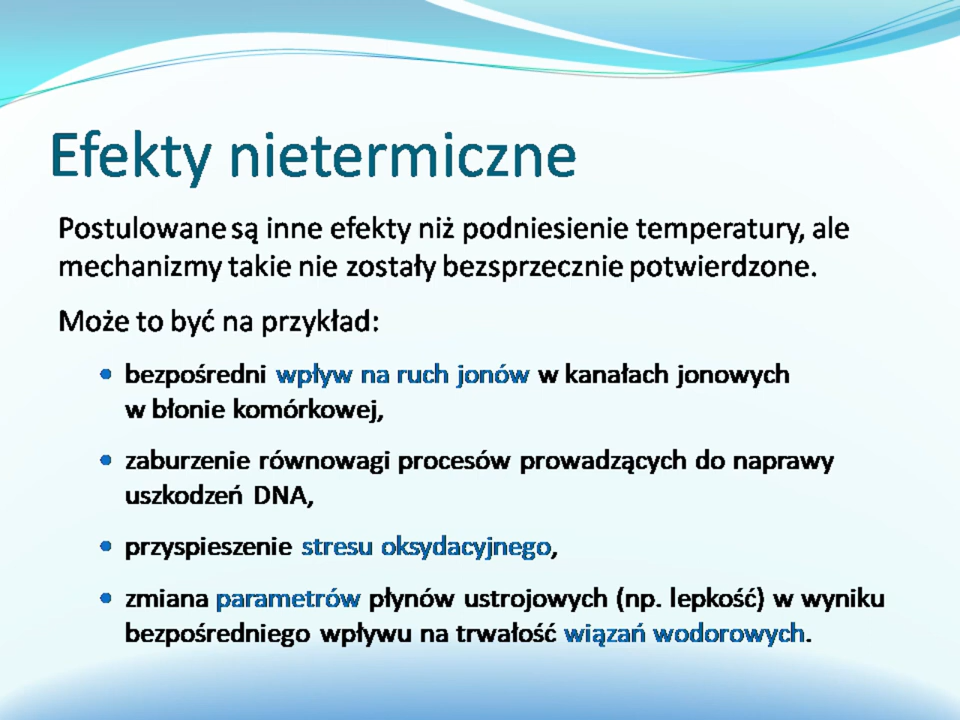 Efekty nietermiczne
Postulowane są inne efekty niż podniesienie temperatury, ale
mechanizmy takie nie zostały bezsprzecznie potwierdzone.
Może to być na przykład:
• bezpośredni wpływ na ruch jonów w kanałach jonowych
w błonie komórkowej,
• zaburzenie równowagi procesów prowadzących do naprawy
uszkodzeń DNA,
• przyspieszenie stresu oksydacyjnego,
• zmiana parametrów płynów ustrojowych (np. lepkość) w wyniku
bezpośredniego wpływu na trwałość wiązań wodorowych.